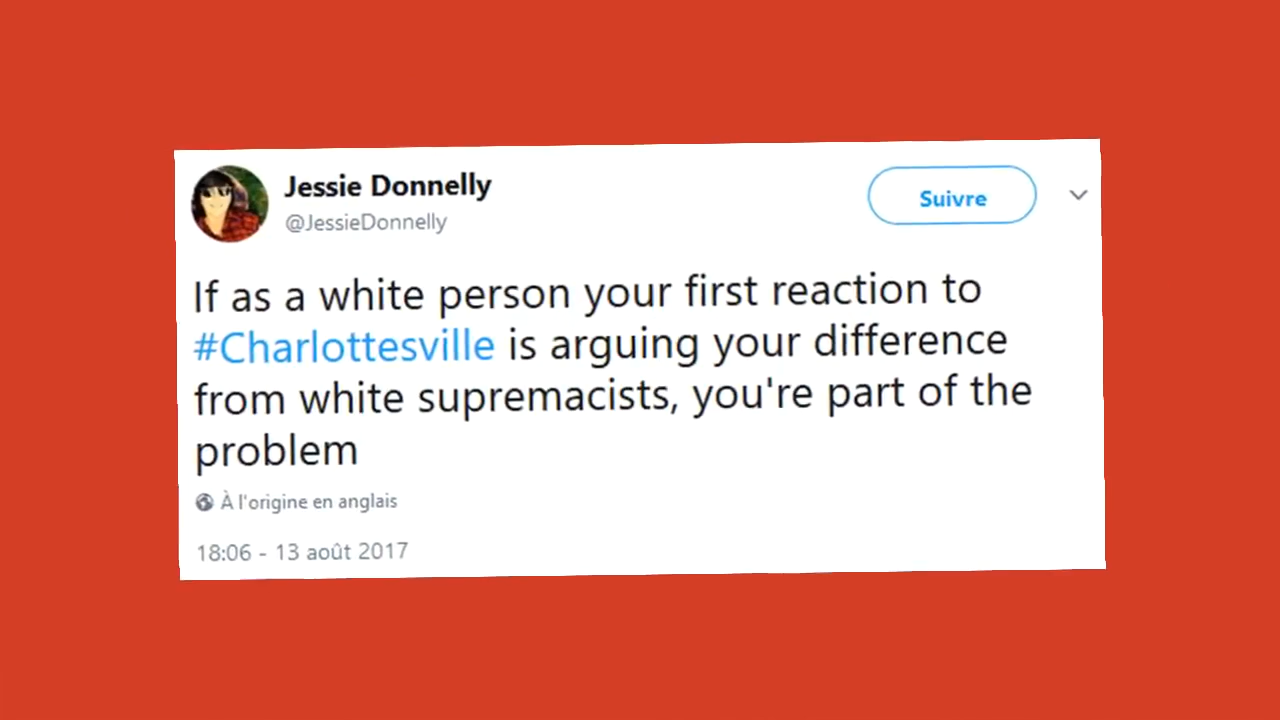 Jessie Donnelly
@JessieDonnelly
Suivre
If as a white person your first reaction to
#Charlottesville is arguing your difference
from white supremacists, you're part of the
problem
À l'origine en anglais
18:06 - 13 août 2017